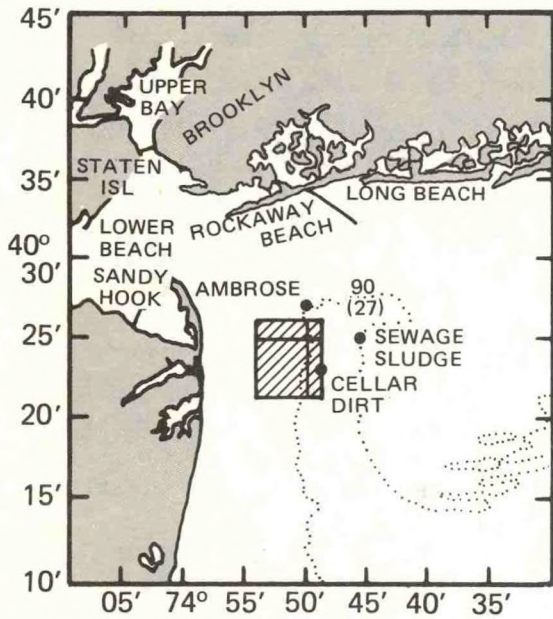 45'
40'
35'
40°
30'
25'
20'
15'
10'
UPPER
BAY
BROOKLYN
STATEN
ISL
LONG BEACH
ROCKAWAY
BEACH
LOWER
BEACH
SANDY
HOOK
AMBROSE
90
(27)
SEWAGE
SLUDGE
CELLAR
DIRT
05' 74° 55' 50' 45' 40' 35'